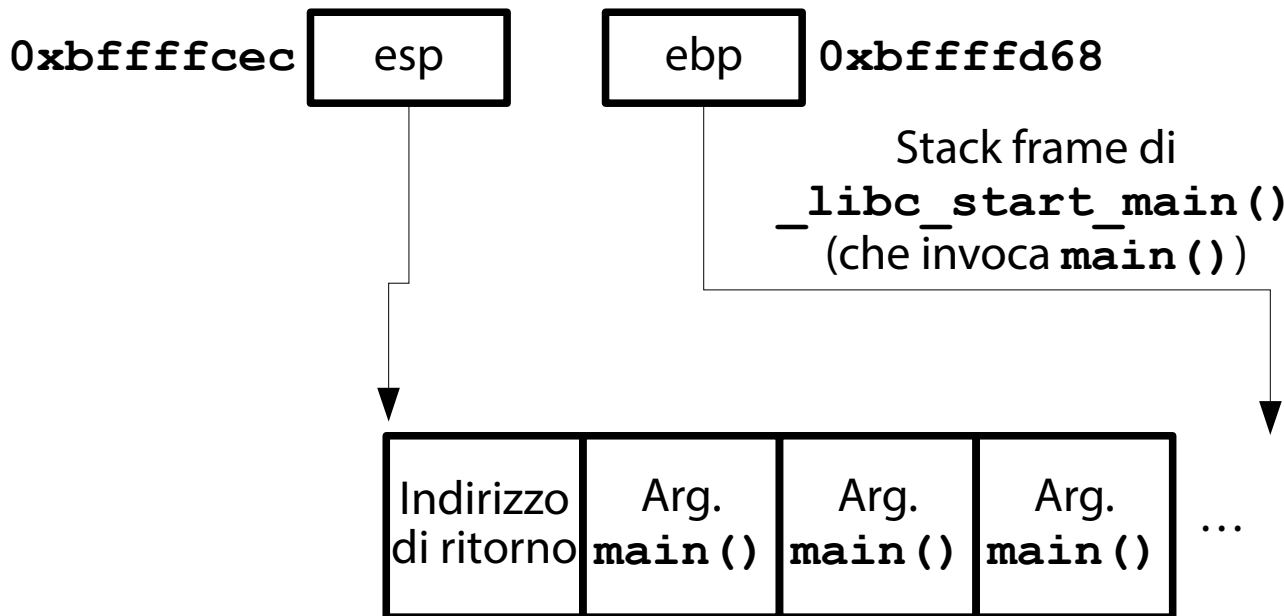 0xbffffcec esp ebp 0xbffffd68
Stack frame di
_libc_start_main()
(che invoca main())
Indirizzo di ritorno
Arg. main()
Arg. main()
Arg. main()
...